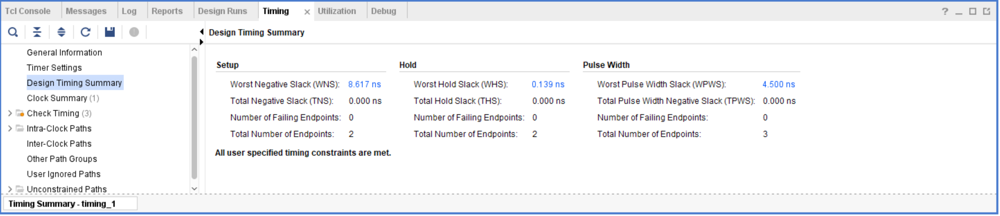 Tcl Console Messages Log Reports Design Runs Timing × Utilization Debug ?
Design Timing Summary
General Information
Timer Settings
Design Timing Summary
Clock Summary (1)
Check Timing (3)
Intra-Clock Paths
Inter-Clock Paths
Other Path Groups
User Ignored Paths
Unconstrained Paths
Setup
Worst Negative Slack (WNS): 8.617 ns
Total Negative Slack (TNS): 0.000 ns
Number of Failing Endpoints: 0
Total Number of Endpoints: 2
Hold
Worst Hold Slack (WHS): 0.139 ns
Total Hold Slack (THS): 0.000 ns
Number of Failing Endpoints: 0
Total Number of Endpoints: 2
Pulse Width
Worst Pulse Width Slack (WPWS): 4.500 ns
Total Pulse Width Negative Slack (TPWS): 0.000 ns
Number of Failing Endpoints: 0
Total Number of Endpoints: 3
All user specified timing constraints are met.
Timing Summary - timing_1